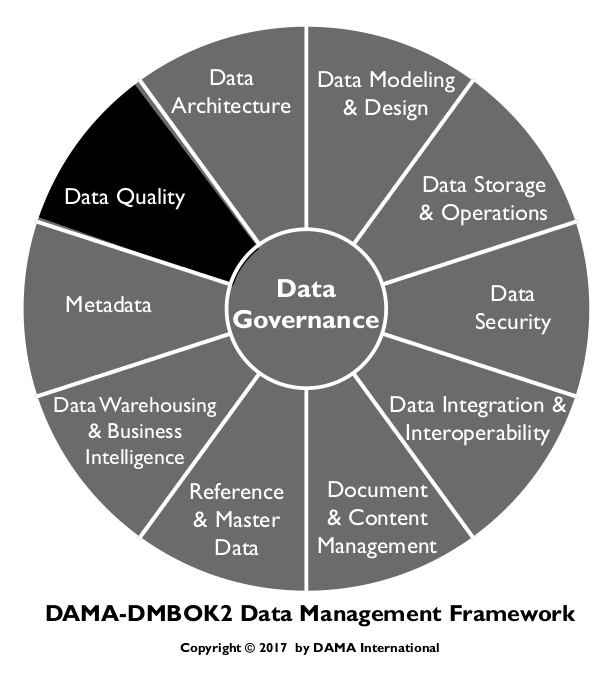 Data
Architecture
Data Modeling
& Design
Data Storage
& Operations
Data
Security
Data Integration &
Interoperability
Document
& Content
Management
Reference
& Master
Data
Data Warehousing
& Business
Intelligence
Metadata
Data Quality
Data
Governance
DAMA-DMBOK2 Data Management Framework
Copyright © 2017 by DAMA International